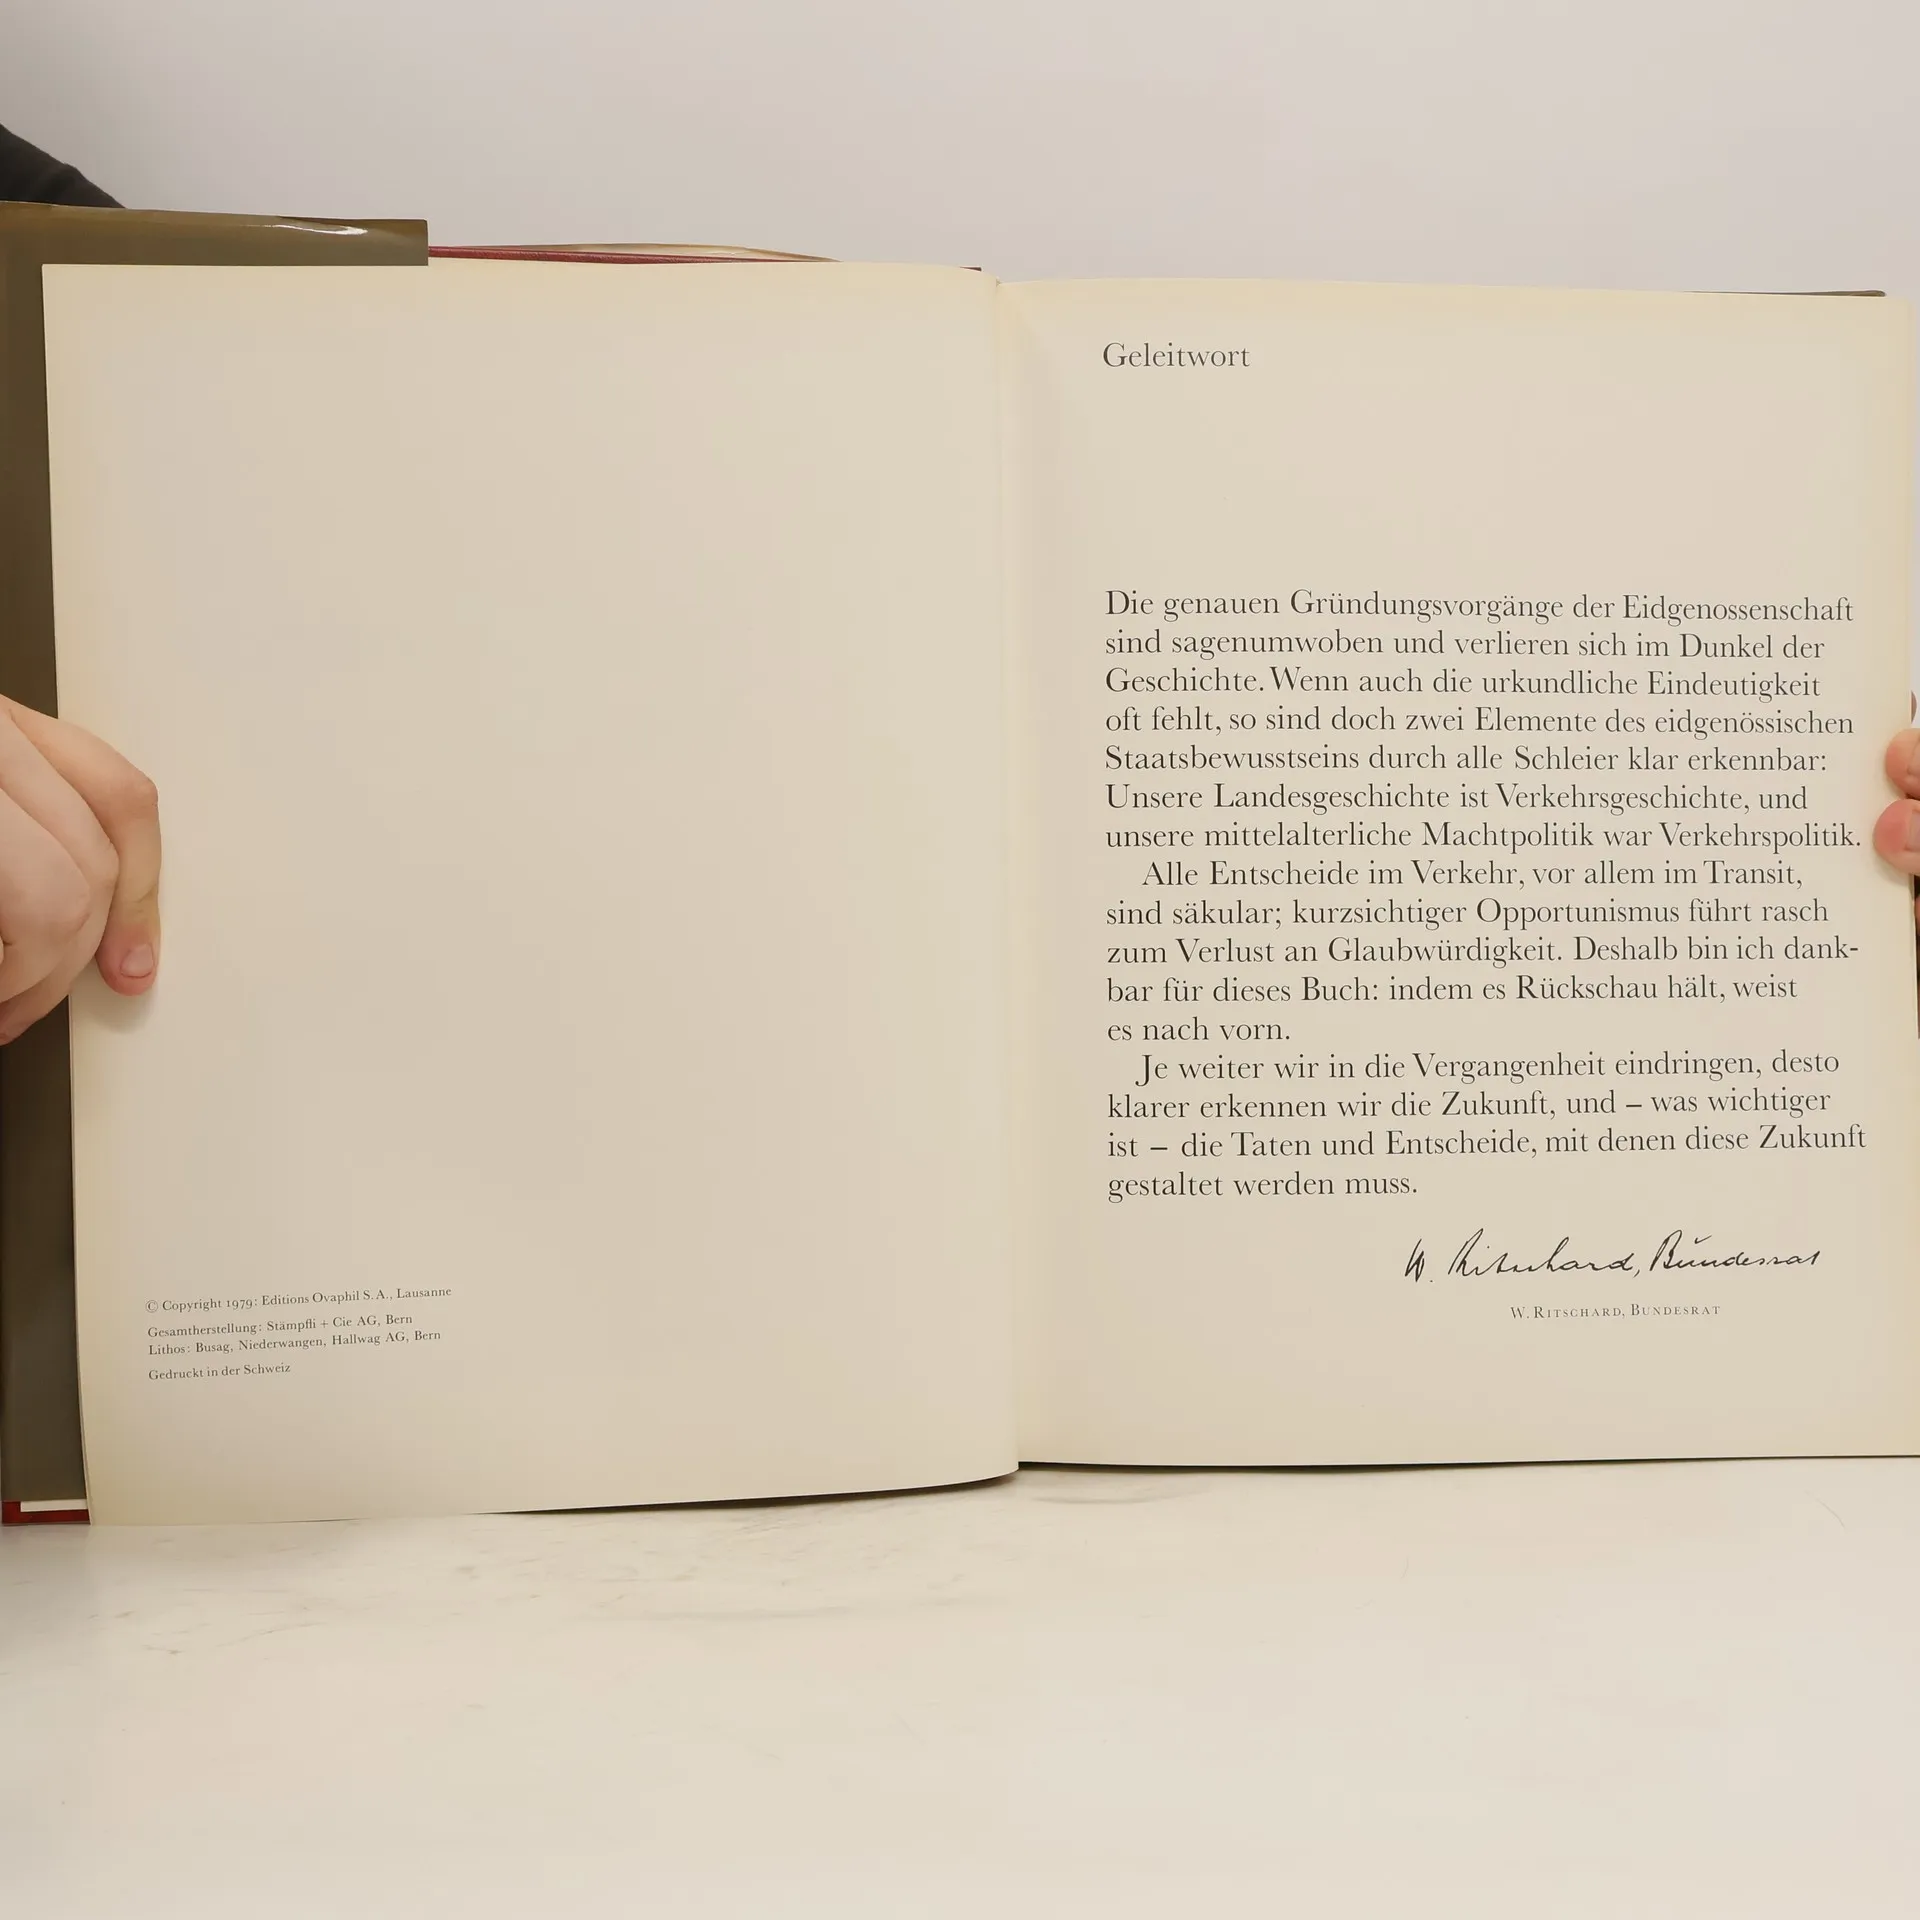 © Copyright 1979: Editions Ovaphil S.A., Lausanne
Gesamtherstellung: Stämpfli + Cie AG, Bern
Lithos: Busag, Niederwangen, Hallwag AG, Bern
Gedruckt in der Schweiz
Geleitwort
Die genauen Gründungsvorgänge der Eidgenossenschaft
sind sagenumwoben und verlieren sich im Dunkel der
Geschichte. Wenn auch die urkundliche Eindeutigkeit
oft fehlt, so sind doch zwei Elemente des eidgenössischen
Staatsbewusstseins durch alle Schleier klar erkennbar:
Unsere Landesgeschichte ist Verkehrsgeschichte, und
unsere mittelalterliche Machtpolitik war Verkehrspolitik.
Alle Entscheide im Verkehr, vor allem im Transit,
sind säkular; kurzsichtiger Opportunismus führt rasch
zum Verlust an Glaubwürdigkeit. Deshalb bin ich dank-
bar für dieses Buch: indem es Rückschau hält, weist
es nach vorn.
Je weiter wir in die Vergangenheit eindringen, desto
klarer erkennen wir die Zukunft, und – was wichtiger
ist – die Taten und Entscheide, mit denen diese Zukunft
gestaltet werden muss.
W. Ritschard, Bundesrat
W. RITSCHARD, BUNDESRAT